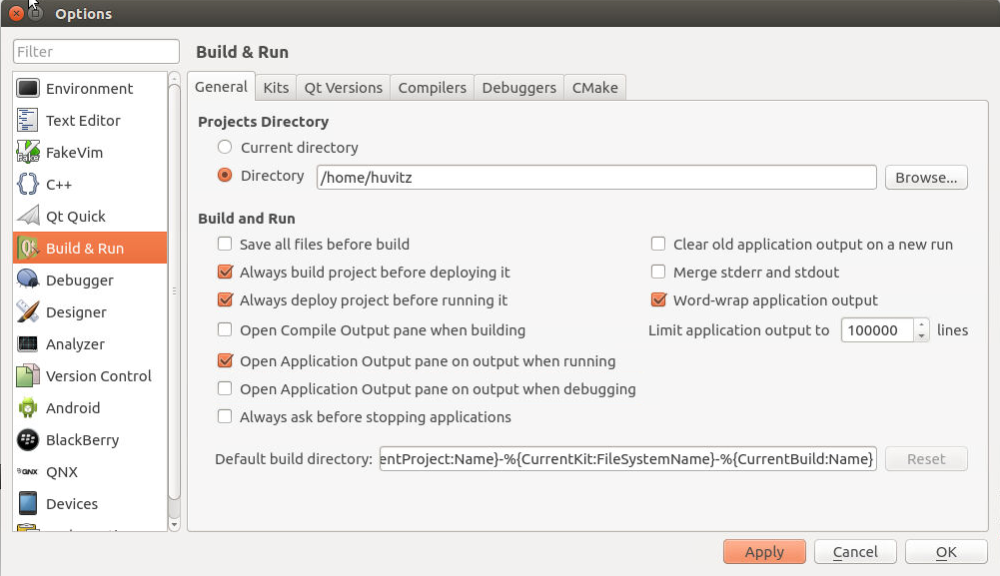 Options
Filter
Build & Run
Environment
Text Editor
FakeVim
C++
Qt Quick
Build & Run
Debugger
Designer
Analyzer
Version Control
Android
BlackBerry
QNX
Devices
General Kits Qt Versions Compilers Debuggers CMake
Projects Directory
Current directory
Directory /home/huvitz Browse...
Build and Run
Save all files before build
Always build project before deploying it
Always deploy project before running it
Open Compile Output pane when building
Open Application Output pane on output when running
Open Application Output pane on output when debugging
Always ask before stopping applications
Clear old application output on a new run
Merge stderr and stdout
Word-wrap application output
Limit application output to 100000 lines
Default build directory: entProject:Name}-%{CurrentKit:FileSystemName}-%{CurrentBuild:Name} Reset
Apply Cancel OK